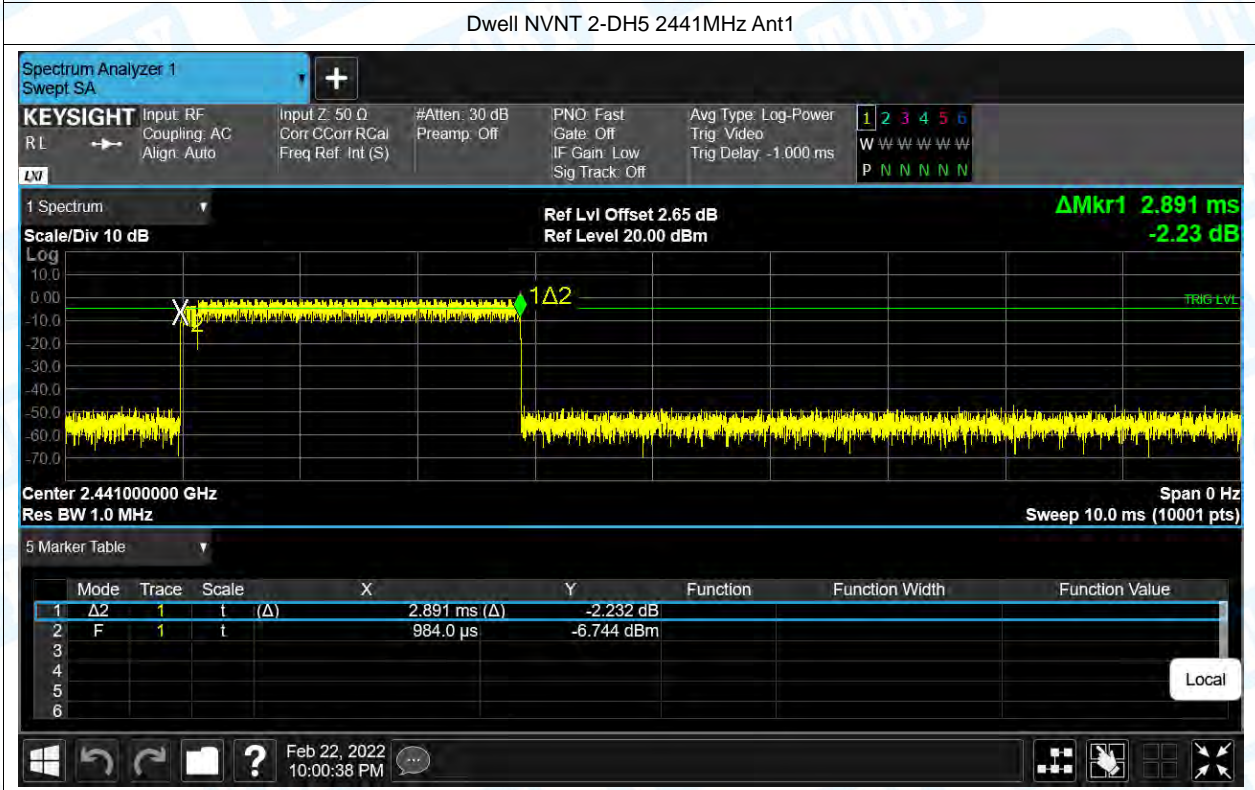 Dwell NVNT 2-DH5 2441MHz Ant1
Spectrum Analyzer 1
Swept SA
+
KEYSIGHT Input: RF Input Z: 50 Ω #Atten: 30 dB PNO: Fast Avg Type: Log-Power 1 2 3 4 5 6
RL Coupling: AC Corr CCorr RCal Preamp: Off Gate: Off Trig: Video W W W W W W
Align: Auto Freq Ref: Int (S) IF Gain: Low Trig Delay: -1.000 ms
LXI Sig Track: Off P N N N N N
1 Spectrum Ref Lvl Offset 2.65 dB ΔMkr1 2.891 ms
Scale/Div 10 dB Ref Level 20.00 dBm -2.23 dB
Log
10.0
0.00 1Δ2 TRIG LVL
-10.0 X 2
-20.0
-30.0
-40.0
-50.0
-60.0
-70.0
Center 2.441000000 GHz Span 0 Hz
Res BW 1.0 MHz Sweep 10.0 ms (10001 pts)
5 Marker Table
Mode Trace Scale X Y Function Function Width Function Value
1 Δ2 1 t (Δ) 2.891 ms (Δ) -2.232 dB
2 F 1 t 984.0 µs -6.744 dBm
3
4
5
6
Local
? Feb 22, 2022
10:00:38 PM